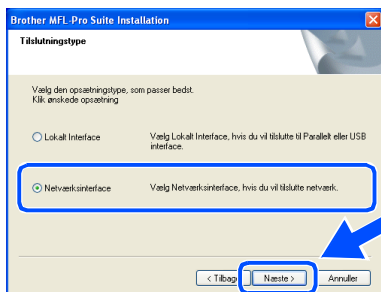 Brother MFL-Pro Suite Installation
Tilslutningstype
Vælg den opsætningstype, som passer bedst.
Klik ønskede opsætning
Lokalt Interface
Vælg Lokalt Interface, hvis du vil tilslutte til Parallelt eller USB
interface.
Netværksinterface
Vælg Netværksinterface, hvis du vil tilslutte netværk.
< Tilbage
Næste >
Annuller